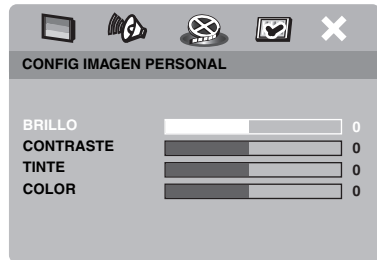 CONFIG IMAGEN PERSONAL
BRILLO 0
CONTRASTE 0
TINTE 0
COLOR 0